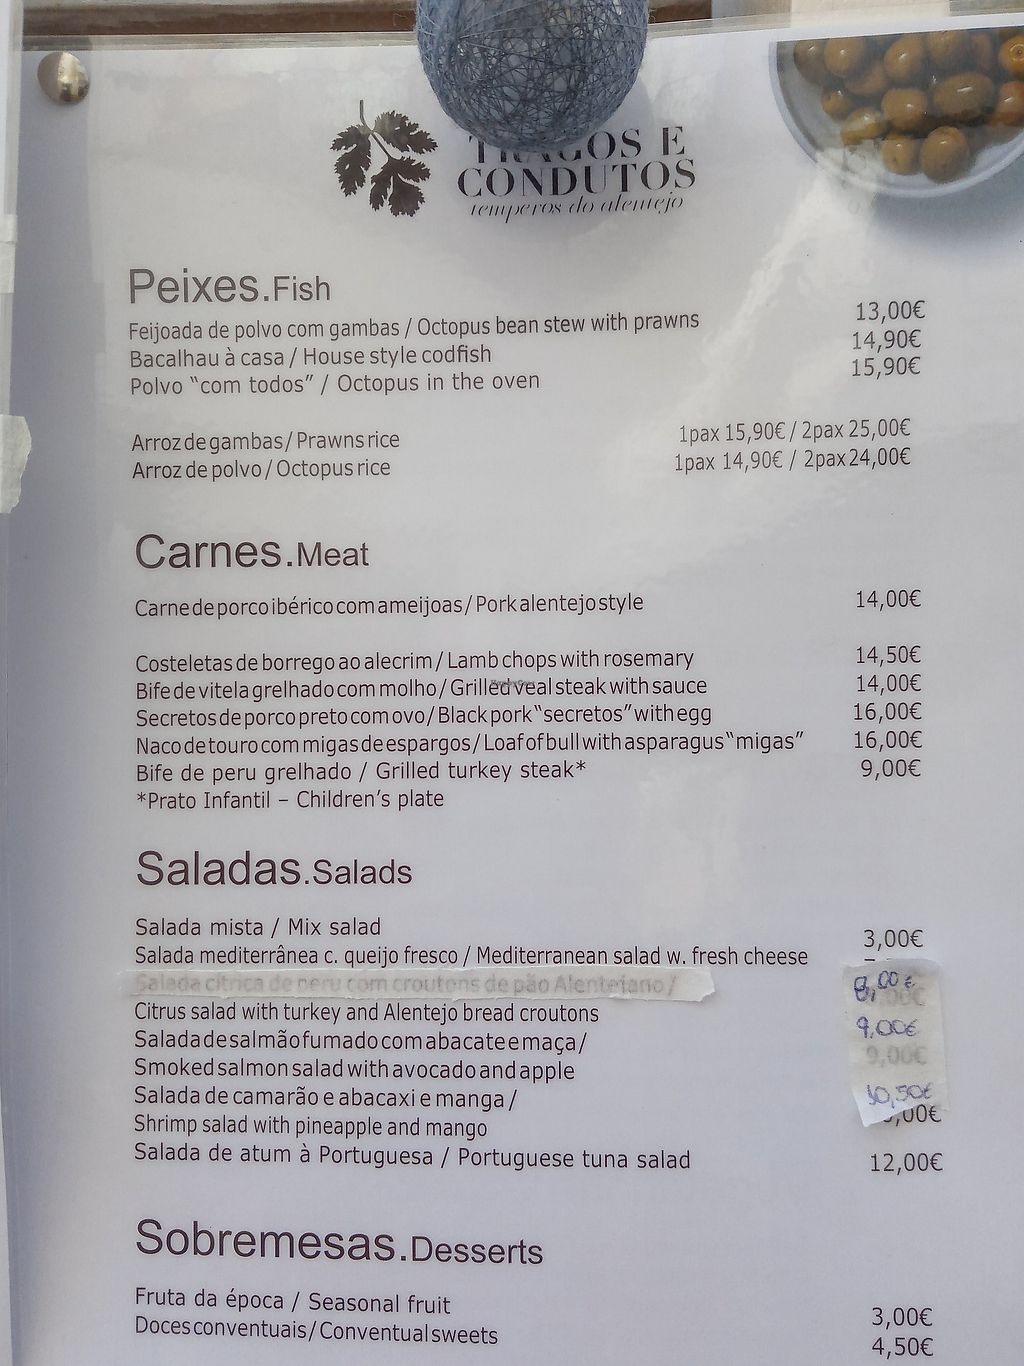 TRAGOS E
CONDUTOS
temperos do alentejo
Peixes.Fish
Feijoada de polvo com gambas / Octopus bean stew with prawns 13,00€
Bacalhau à casa / House style codfish 14,90€
Polvo “com todos” / Octopus in the oven 15,90€
Arroz de gambas / Prawns rice 1pax 15,90€ / 2pax 25,00€
Arroz de polvo / Octopus rice 1pax 14,90€ / 2pax 24,00€
Carnes.Meat
Carne de porco ibérico com ameijoas / Pork alentejo style 14,00€
Costeletas de borrego ao alecrim / Lamb chops with rosemary 14,50€
Bife de vitela grelhado com molho / Grilled veal steak with sauce 14,00€
Secretos de porco preto com ovo / Black pork “secretos” with egg 16,00€
Naco de touro com migas de espargos / Loaf of bull with asparagus “migas” 16,00€
Bife de peru grelhado / Grilled turkey steak* 9,00€
*Prato Infantil – Children’s plate
Saladas.Salads
Salada mista / Mix salad 3,00€
Salada mediterrânea c. queijo fresco / Mediterranean salad w. fresh cheese
Salada citrica de peru com croutons de pão Alentejano / 8,00€
Citrus salad with turkey and Alentejo bread croutons 9,00€
Salada de salmão fumado com abacate e maça / 9,00€
Smoked salmon salad with avocado and apple
Salada de camarão e abacaxi e manga / 10,50€
Shrimp salad with pineapple and mango
Salada de atum à Portuguesa / Portuguese tuna salad 12,00€
Sobremesas.Desserts
Fruta da época / Seasonal fruit 3,00€
Doces conventuais / Conventual sweets 4,50€